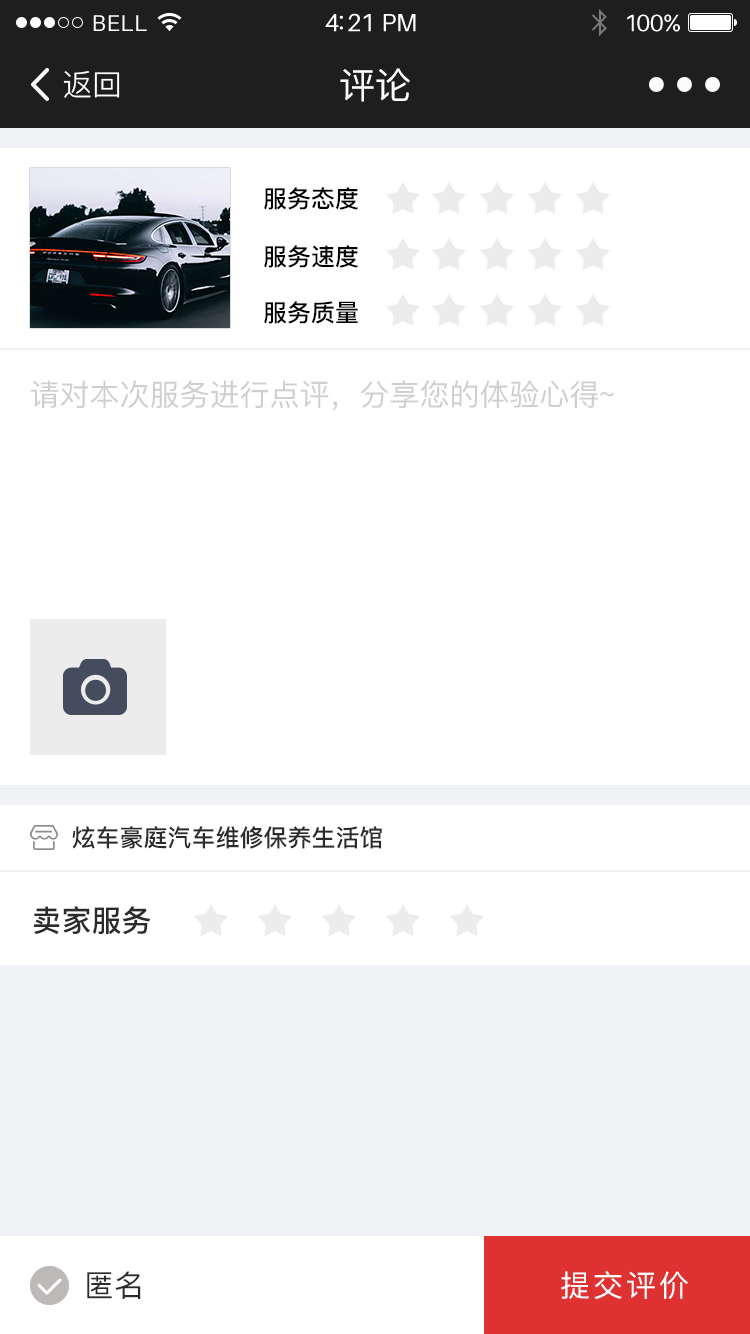 BELL 4:21 PM 100%
返回 评论
服务态度
服务速度
服务质量
PORSCHE
请对本次服务进行点评，分享您的体验心得~
炫车豪庭汽车维修保养生活馆
卖家服务
匿名 提交评价